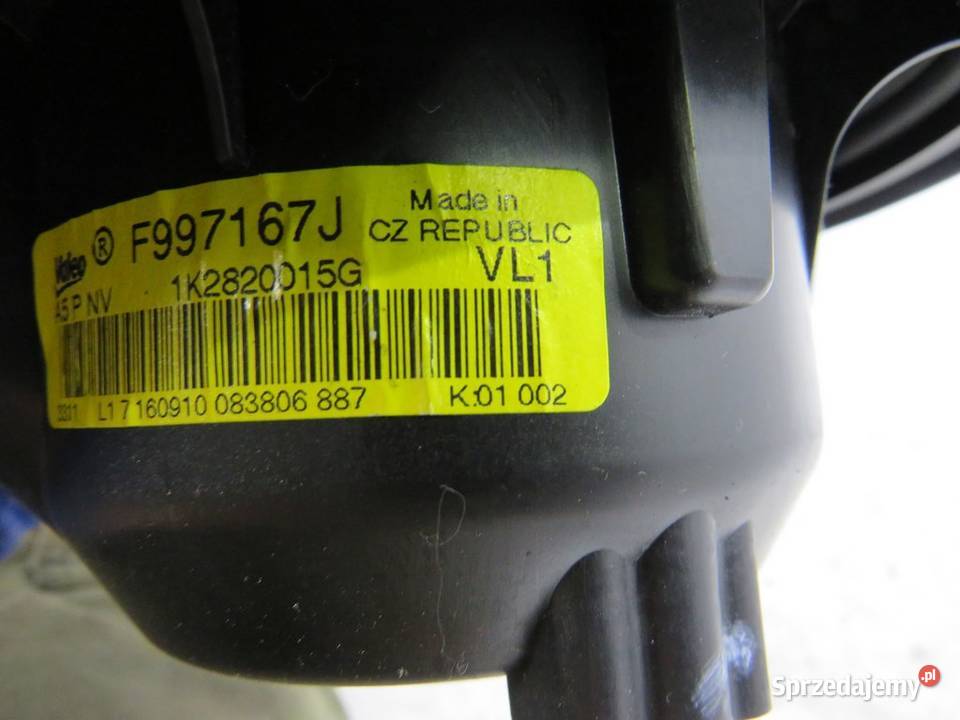 Valeo ® F997167J Made in
CZ REPUBLIC
A5 P NV 1K2820015G VL1
3311 L1 7 160910 083806 887 K:01 002
Sprzedajemy.pl